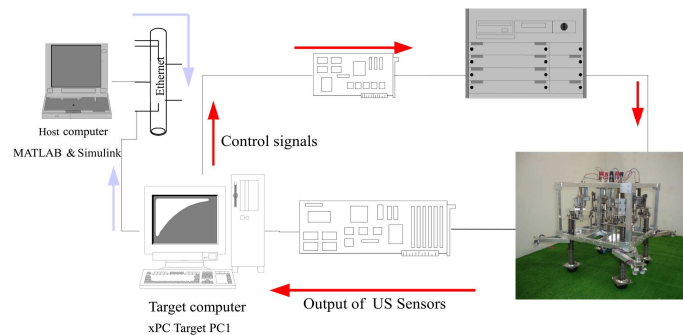 Ethernet
Host computer
MATLAB & Simulink
Control signals
Target computer
xPC Target PC1
Output of US Sensors